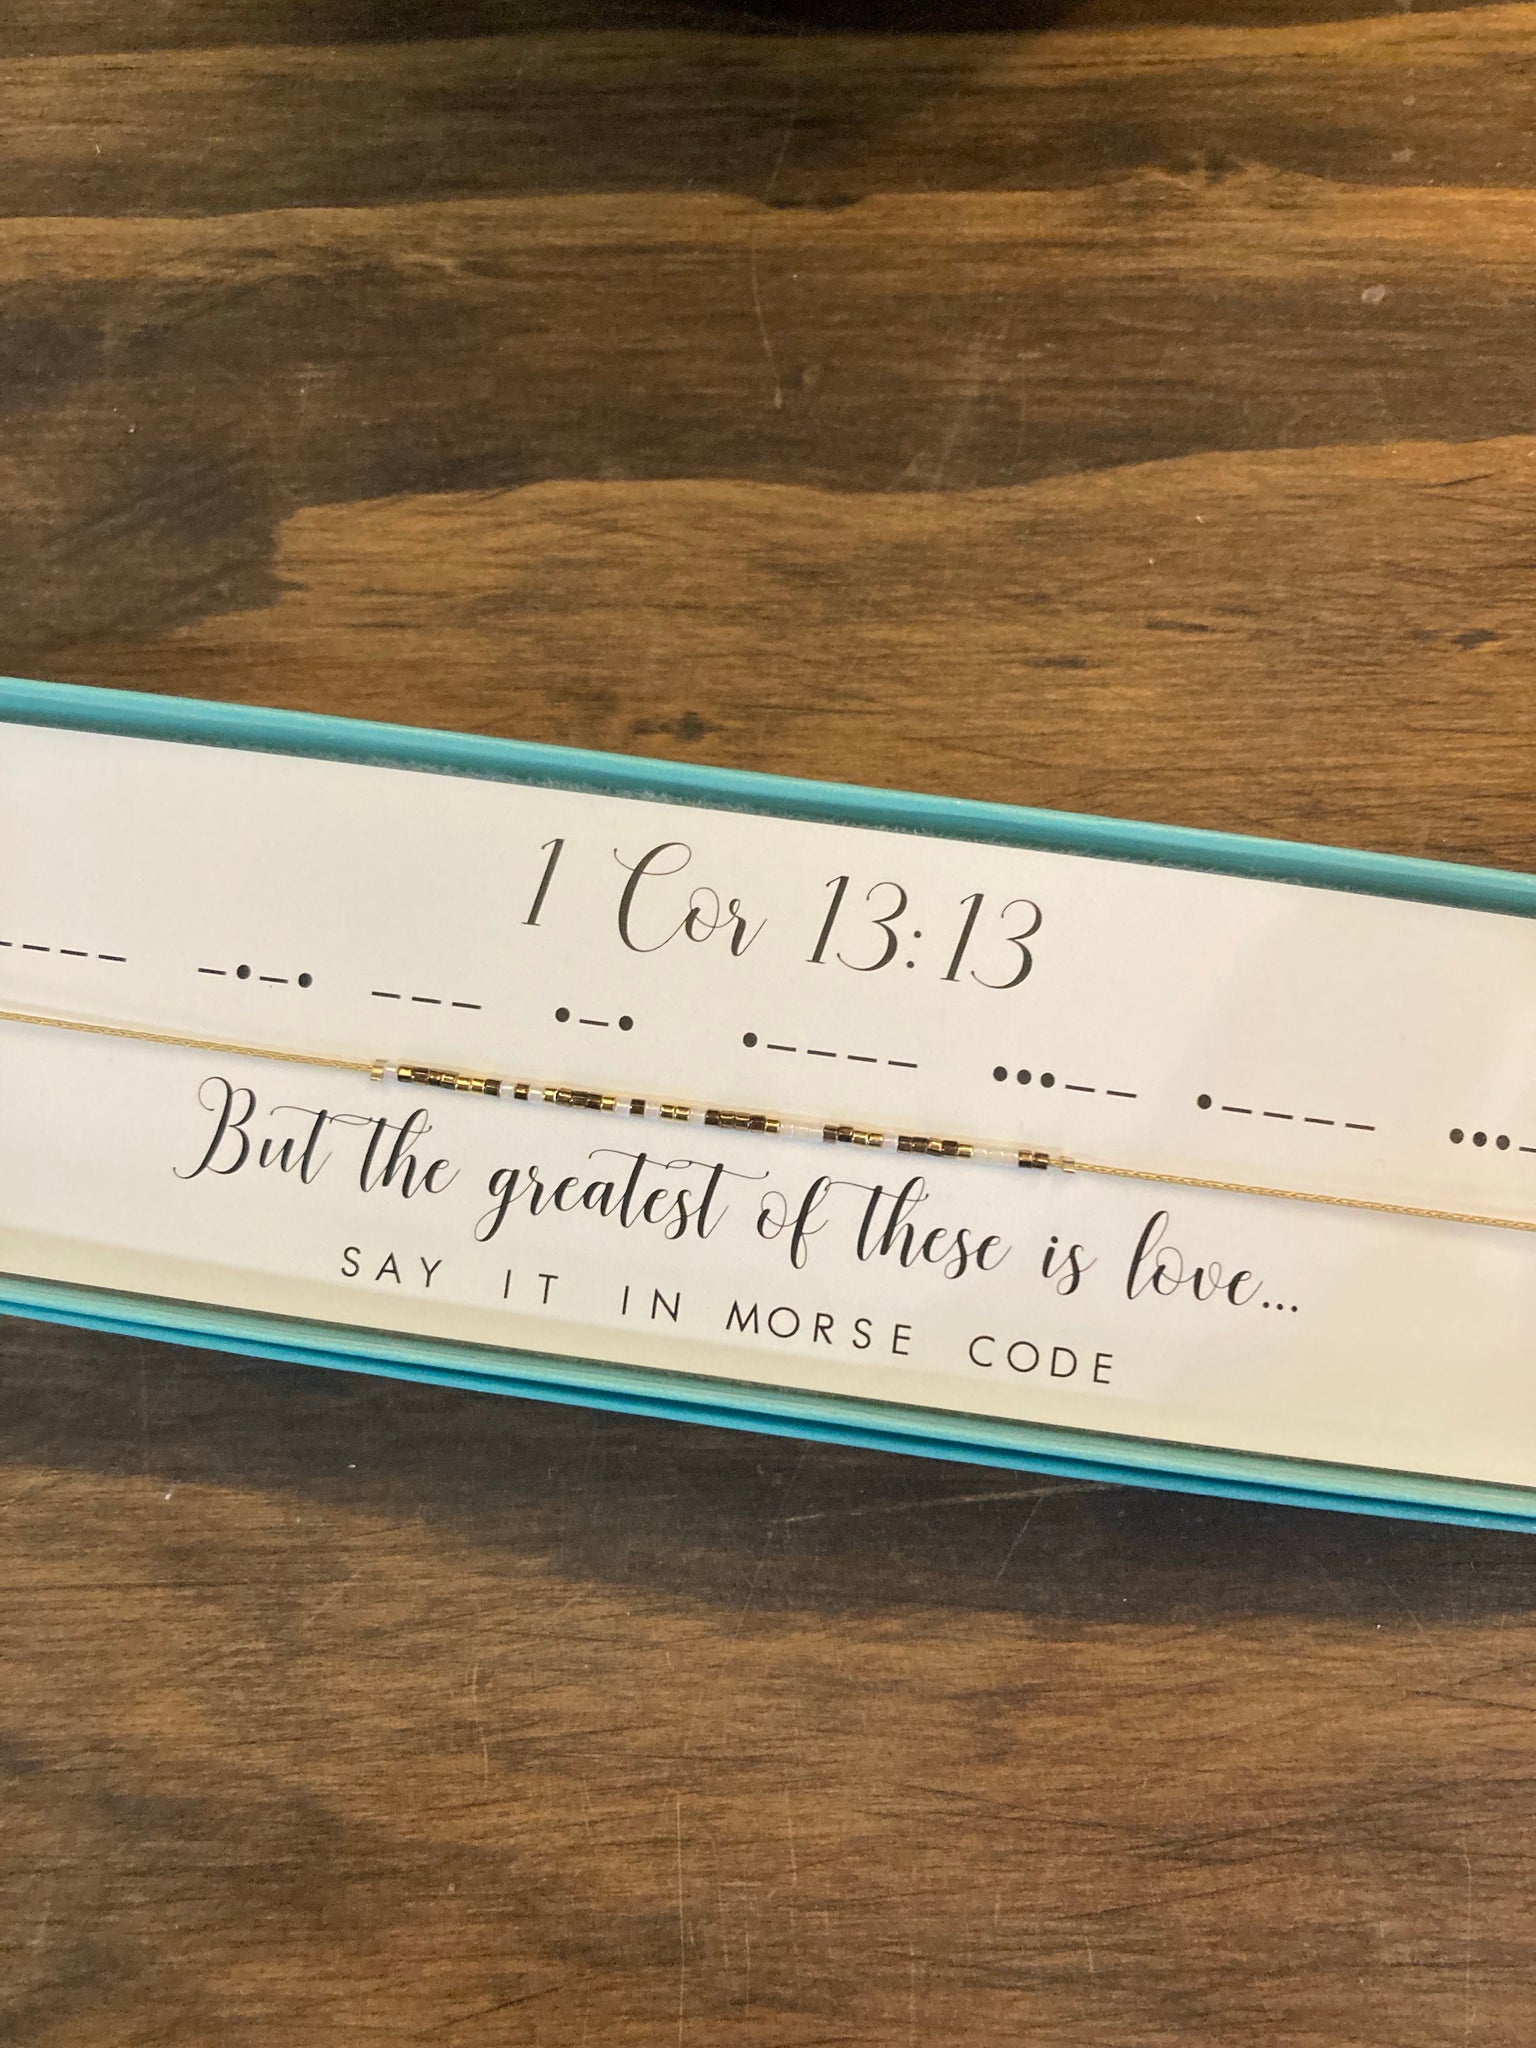 1 Cor 13:13
---- -•-• --- •-• •---- •••-- •---- •••-
But the greatest of these is love...
SAY IT IN MORSE CODE